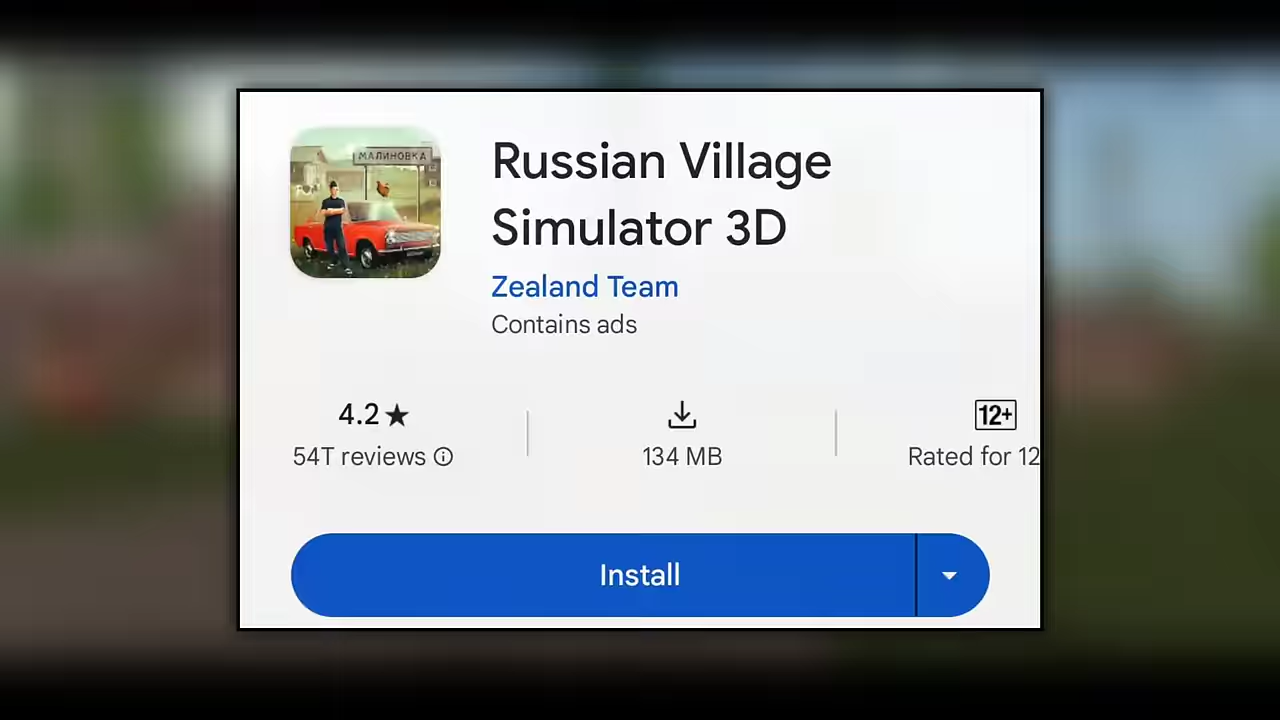 МАЛИНОВКА
Russian Village
Simulator 3D
Zealand Team
Contains ads
4.2★
54T reviews
134 MB
12+
Rated for 12
Install